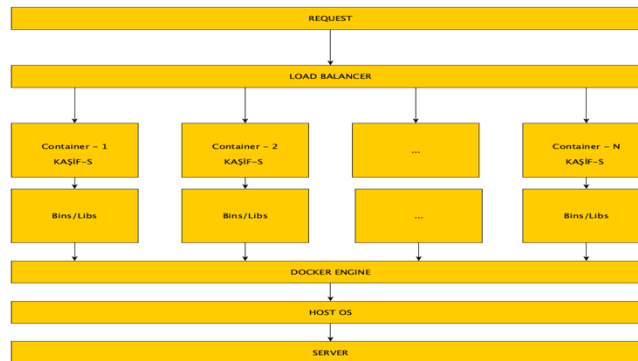 REQUEST
LOAD BALANCER
Container - 1
KAŞİF-S
Container - 2
KAŞİF-S
...
Container - N
KAŞİF-S
Bins/Libs
Bins/Libs
...
Bins/Libs
DOCKER ENGINE
HOST OS
SERVER